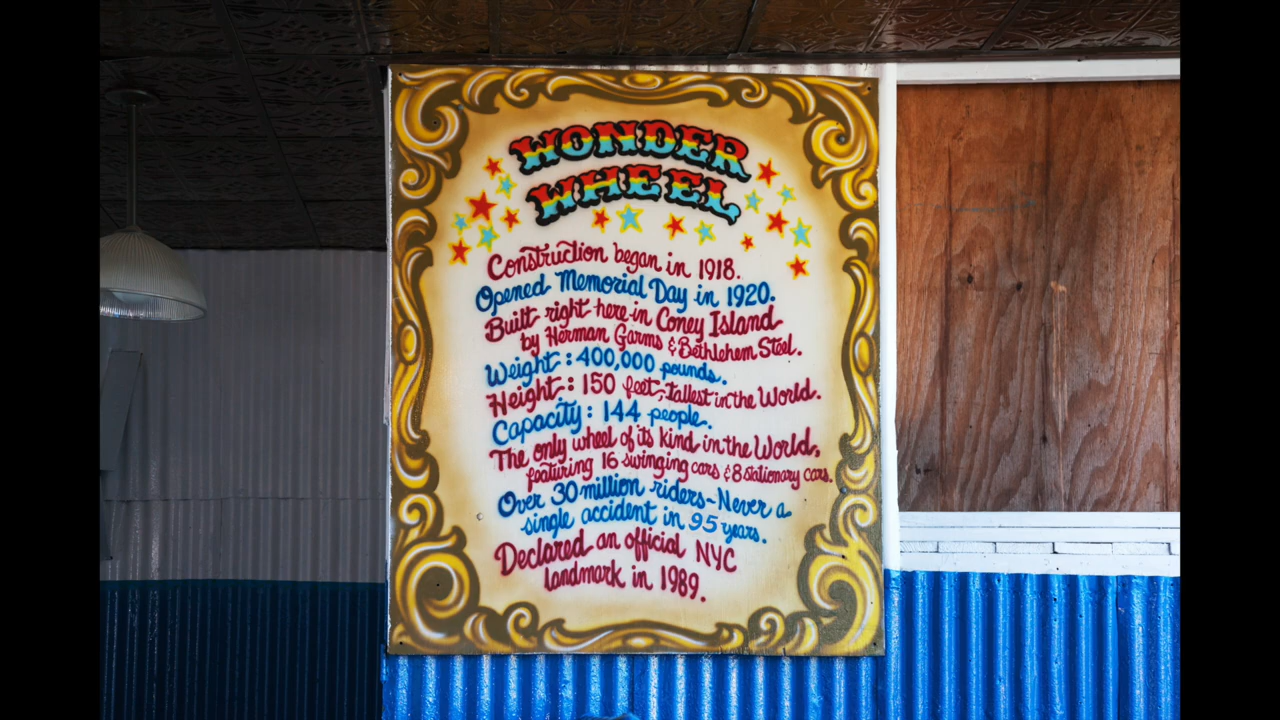 WONDER
WHEEL
Construction began in 1918.
Opened Memorial Day in 1920.
Built right here in Coney Island
by Herman Garms & Bethlehem Steel.
Weight: 400,000 pounds.
Height: 150 feet, tallest in the World.
Capacity: 144 people.
The only wheel of its kind in the World,
featuring 16 swinging cars & 8 stationary cars.
Over 30 million riders-Never a
single accident in 95 years.
Declared an official NYC
landmark in 1989.